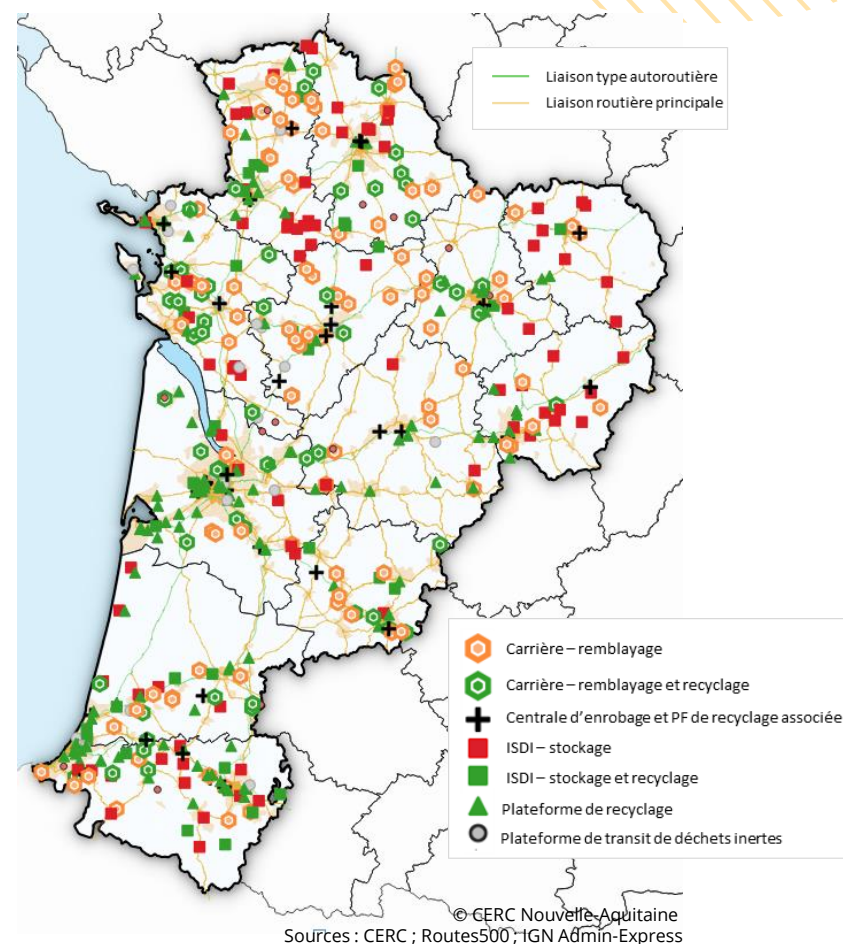 Liaison type autoroutière
Liaison routière principale
Carrière – remblayage
Carrière – remblayage et recyclage
Centrale d'enrobage et PF de recyclage associée
ISDI – stockage
ISDI – stockage et recyclage
Plateforme de recyclage
Plateforme de transit de déchets inertes
© CERC Nouvelle-Aquitaine
Sources : CERC ; Routes500 ; IGN Admin-Express